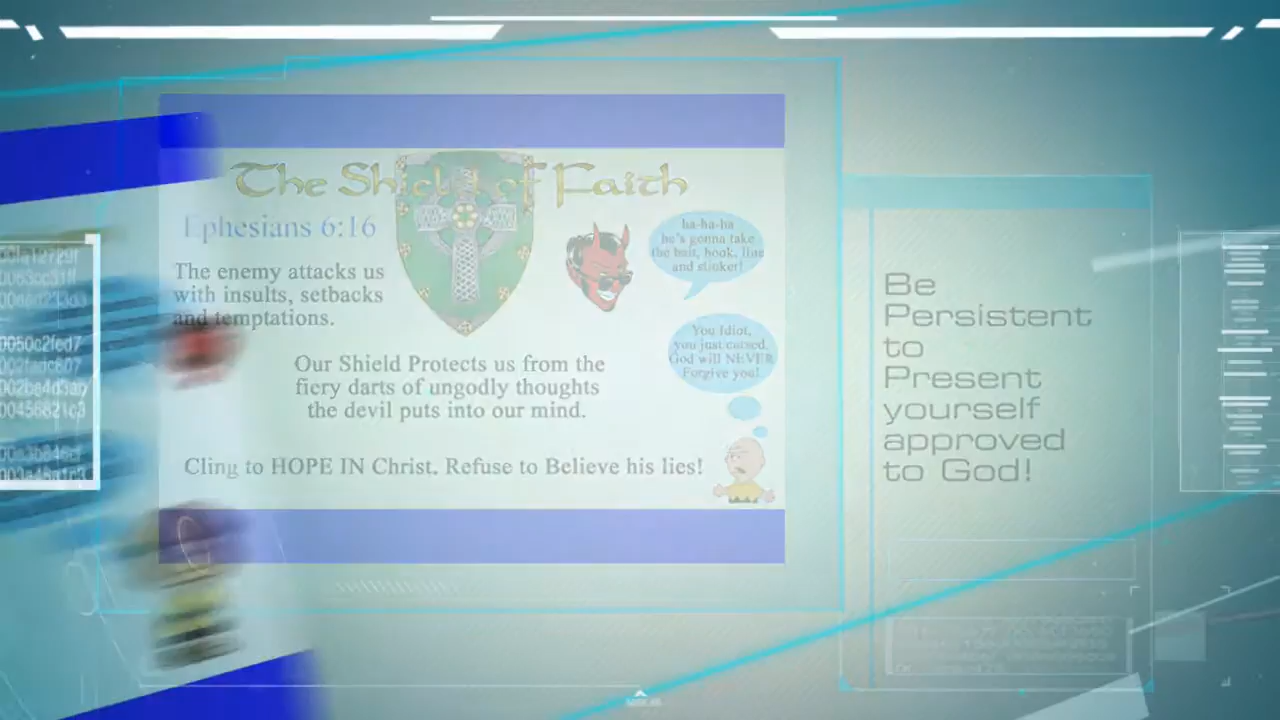 The Shield of Faith
Ephesians 6:16
The enemy attacks us
with insults, setbacks
and temptations.
ha-ha-ha
he's gonna take
the bait, hook, line
and sinker!
You Idiot,
you just cursed.
God will NEVER
Forgive you!
Our Shield Protects us from the
fiery darts of ungodly thoughts
the devil puts into our mind.
Cling to HOPE IN Christ. Refuse to Believe his lies!
Be
Persistent
to
Present
yourself
approved
to God!